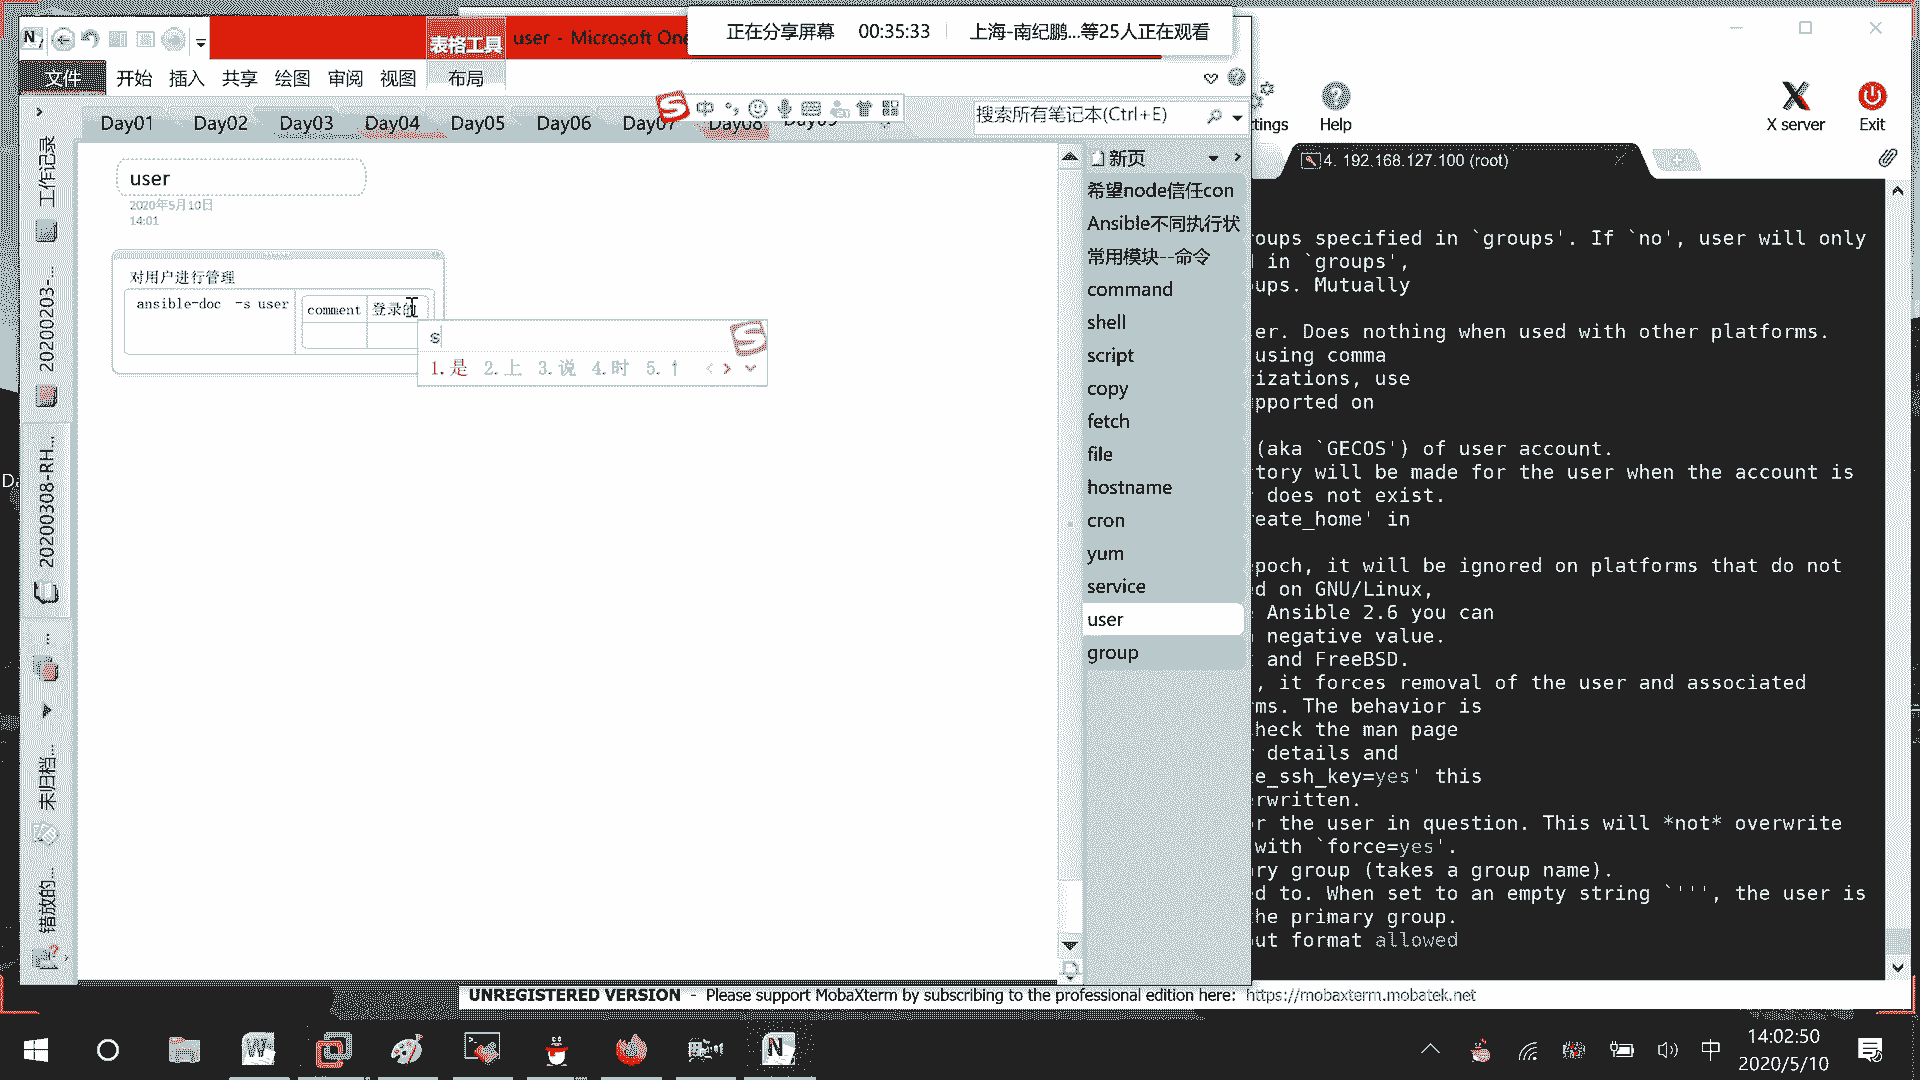 正在分享屏幕 00:35:33 上海-南纪鹏...等25人正在观看
表格工具 user - Microsoft One
文件 开始 插入 共享 绘图 审阅 视图 布局
Day01 Day02 Day03 Day04 Day05 Day06 Day07 Day08 Day09
搜索所有笔记本(Ctrl+E)
工作记录
20200203-...
20200308-RH...
未归档...
错放的...
user
2020年5月10日
14:01
对用户进行管理
ansible-doc -s user comment 登录的
s
1.是 2.上 3.说 4.时 5.↑
中
新页
希望node信任con
Ansible不同执行状
常用模块--命令
command
shell
script
copy
fetch
file
hostname
cron
yum
service
user
group
tings Help X server Exit
4. 192.168.127.100 (root)
roups specified in `groups'. If `no', user will only
in `groups',
ups. Mutually
er. Does nothing when used with other platforms.
using comma
izations, use
pported on
(aka `GECOS') of user account.
tory will be made for the user when the account is
does not exist.
reate_home' in
epoch, it will be ignored on platforms that do not
d on GNU/Linux,
Ansible 2.6 you can
negative value.
and FreeBSD.
, it forces removal of the user and associated
ms. The behavior is
heck the man page
details and
e_ssh_key=yes' this
rwritten.
or the user in question. This will *not* overwrite
with `force=yes'.
ry group (takes a group name).
d to. When set to an empty string `''', the user is
he primary group.
ut format allowed
UNREGISTERED VERSION - Please support MobaXterm by subscribing to the professional edition here: https://mobaxterm.mobatek.net
中
14:02:50
2020/5/10